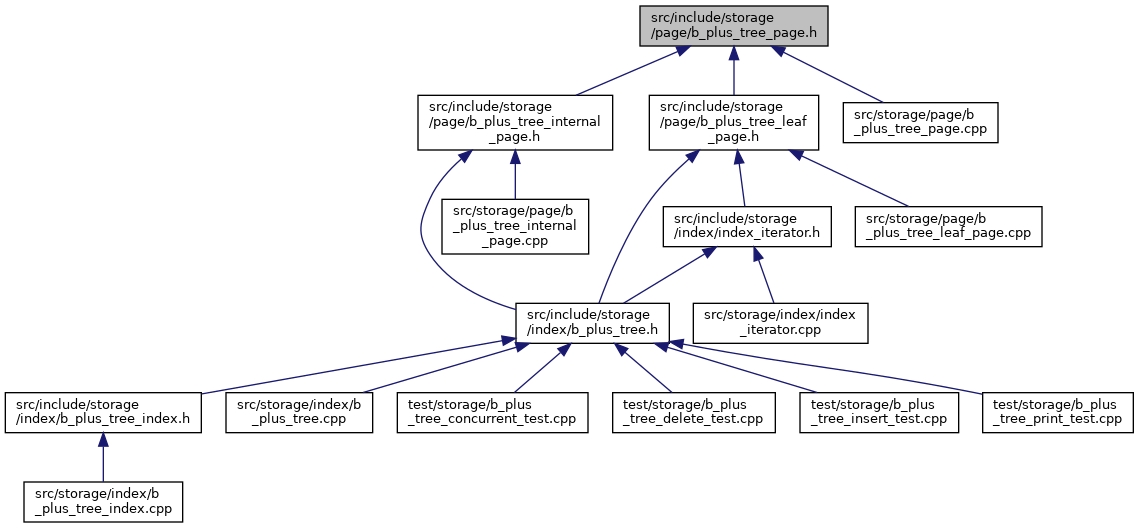 src/include/storage
/page/b_plus_tree_page.h
src/include/storage
/page/b_plus_tree_internal
_page.h
src/include/storage
/page/b_plus_tree_leaf
_page.h
src/storage/page/b
_plus_tree_page.cpp
src/storage/page/b
_plus_tree_internal
_page.cpp
src/include/storage
/index/index_iterator.h
src/storage/page/b
_plus_tree_leaf_page.cpp
src/include/storage
/index/b_plus_tree.h
src/storage/index/index
_iterator.cpp
src/include/storage
/index/b_plus_tree_index.h
src/storage/index/b
_plus_tree.cpp
test/storage/b_plus
_tree_concurrent_test.cpp
test/storage/b_plus
_tree_delete_test.cpp
test/storage/b_plus
_tree_insert_test.cpp
test/storage/b_plus
_tree_print_test.cpp
src/storage/index/b
_plus_tree_index.cpp